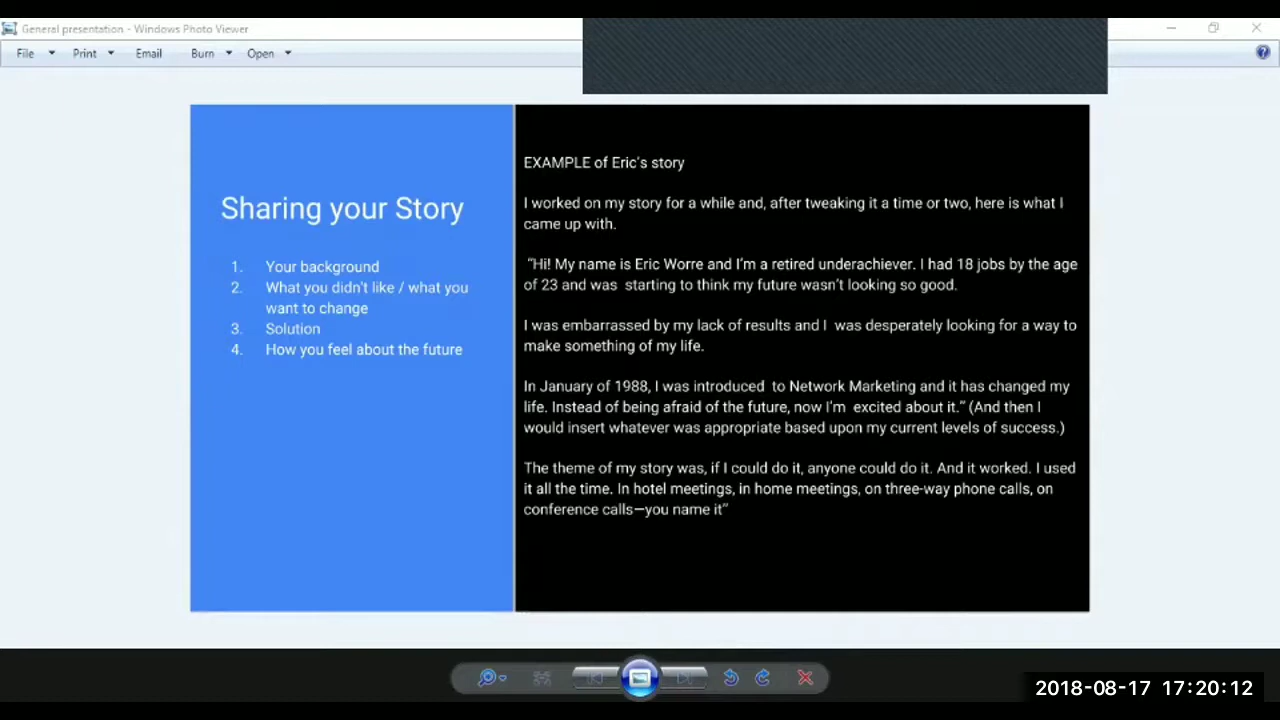 General presentation - Windows Photo Viewer
File Print Email Burn Open
Sharing your Story
1. Your background
2. What you didn't like / what you
want to change
3. Solution
4. How you feel about the future
EXAMPLE of Eric's story
I worked on my story for a while and, after tweaking it a time or two, here is what I
came up with.
“Hi! My name is Eric Worre and I’m a retired underachiever. I had 18 jobs by the age
of 23 and was starting to think my future wasn’t looking so good.
I was embarrassed by my lack of results and I was desperately looking for a way to
make something of my life.
In January of 1988, I was introduced to Network Marketing and it has changed my
life. Instead of being afraid of the future, now I’m excited about it.” (And then I
would insert whatever was appropriate based upon my current levels of success.)
The theme of my story was, if I could do it, anyone could do it. And it worked. I used
it all the time. In hotel meetings, in home meetings, on three-way phone calls, on
conference calls—you name it”
2018-08-17 17:20:12